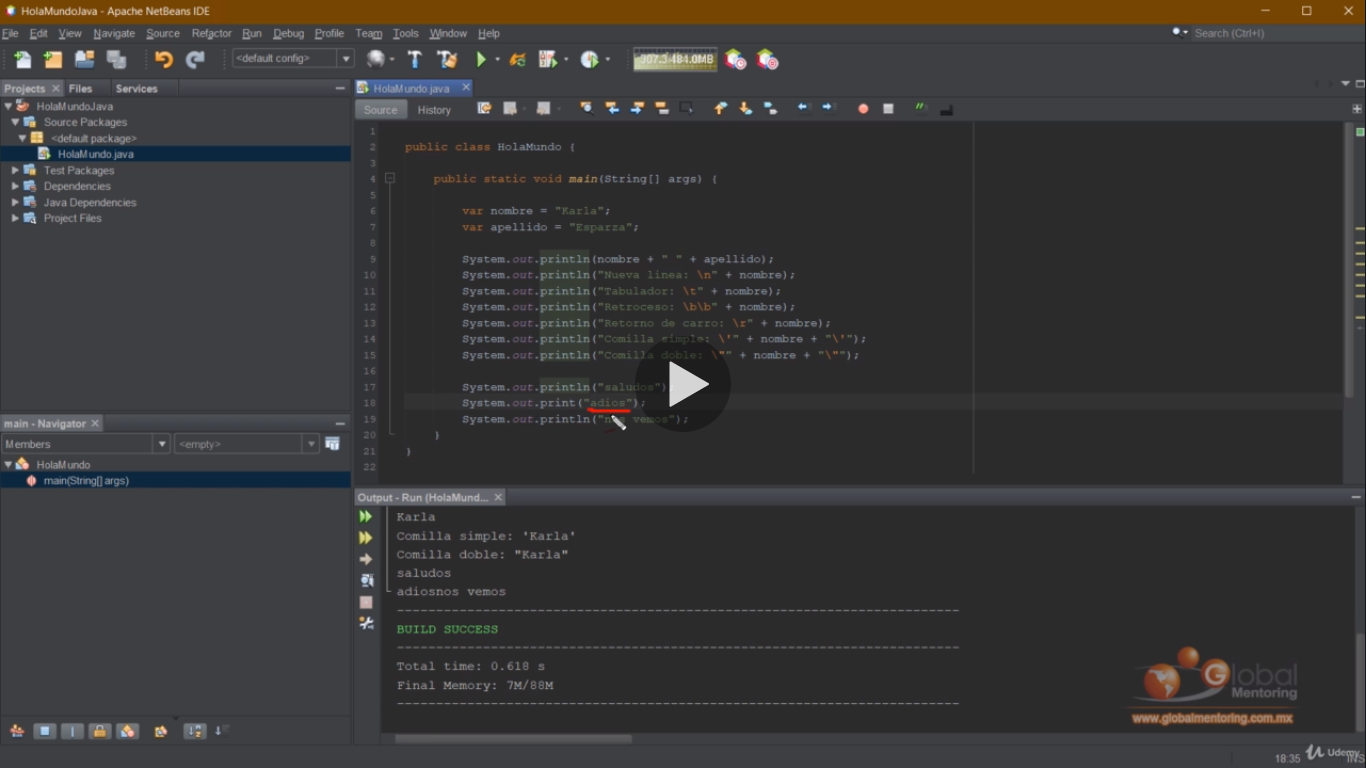 HolaMundoJava - Apache NetBeans IDE
File Edit View Navigate Source Refactor Run Debug Profile Team Tools Window Help
Search (Ctrl+I)
<default config>
Projects Files Services
HolaMundoJava
Source Packages
<default package>
HolaMundo.java
Test Packages
Dependencies
Java Dependencies
Project Files
main - Navigator
Members <empty>
HolaMundo
main(String[] args)
HolaMundo.java
Source History
1
2 public class HolaMundo {
3
4 public static void main(String[] args) {
5
6 var nombre = "Karla";
7 var apellido = "Esparza";
8
9 System.out.println(nombre + " " + apellido);
10 System.out.println("Nueva linea: \n" + nombre);
11 System.out.println("Tabulador: \t" + nombre);
12 System.out.println("Retroceso: \b\b" + nombre);
13 System.out.println("Retorno de carro: \r" + nombre);
14 System.out.println("Comilla simple: \'" + nombre + "\'");
15 System.out.println("Comilla doble: \"" + nombre + "\"");
16
17 System.out.println("saludos");
18 System.out.print("adios");
19 System.out.println("nos vemos");
20 }
21 }
22
Output - Run (HolaMund...
Karla
Comilla simple: 'Karla'
Comilla doble: "Karla"
saludos
adiosnos vemos
------------------------------------------------------------------------
BUILD SUCCESS
------------------------------------------------------------------------
Total time: 0.618 s
Final Memory: 7M/88M
------------------------------------------------------------------------
Global
Mentoring
www.globalmentoring.com.mx
18:35
Udemy
INS